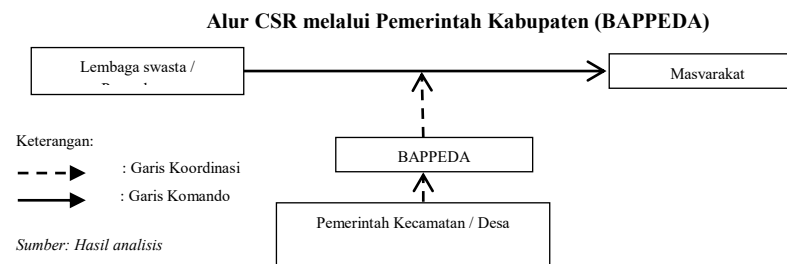 Alur CSR melalui Pemerintah Kabupaten (BAPPEDA)
Lembaga swasta /
Masyarakat
Keterangan:
: Garis Koordinasi
: Garis Komando
BAPPEDA
Pemerintah Kecamatan / Desa
Sumber: Hasil analisis